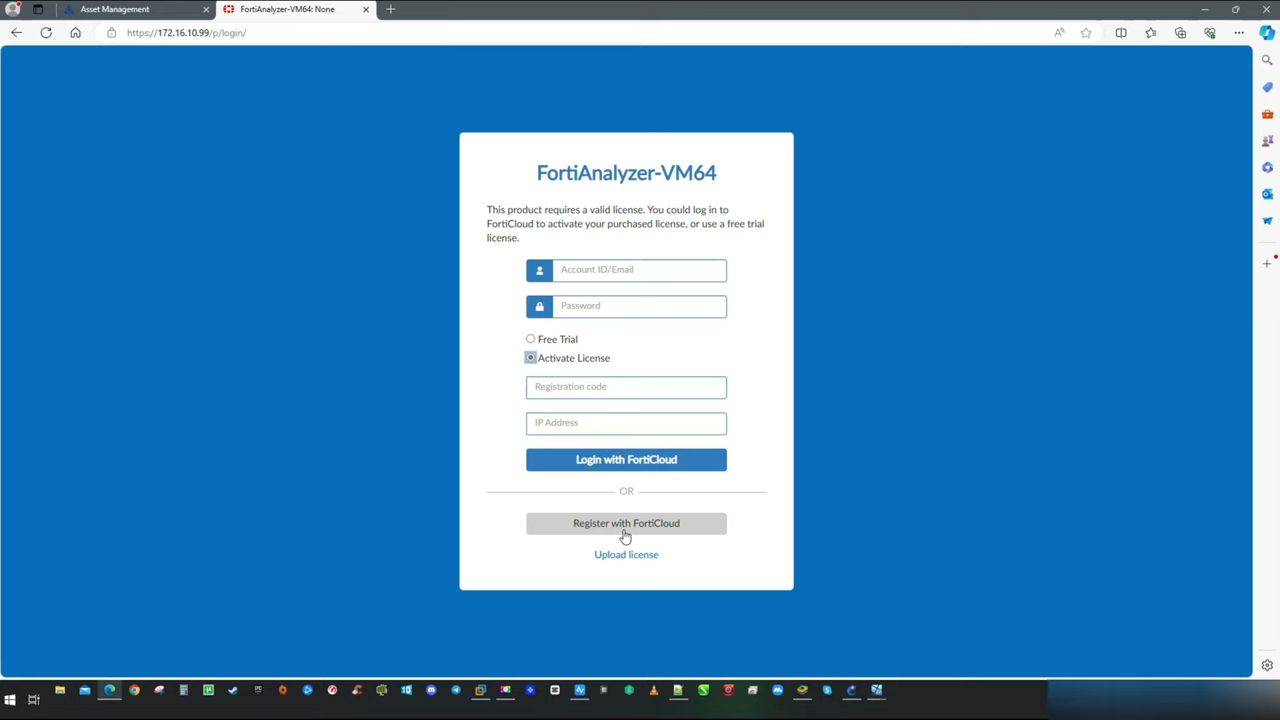 Asset Management
FortiAnalyzer-VM64: None
https://172.16.10.99/p/login/
FortiAnalyzer-VM64
This product requires a valid license. You could log in to
FortiCloud to activate your purchased license, or use a free trial
license.
Account ID/Email
Password
Free Trial
Activate License
Registration code
IP Address
Login with FortiCloud
OR
Register with FortiCloud
Upload license